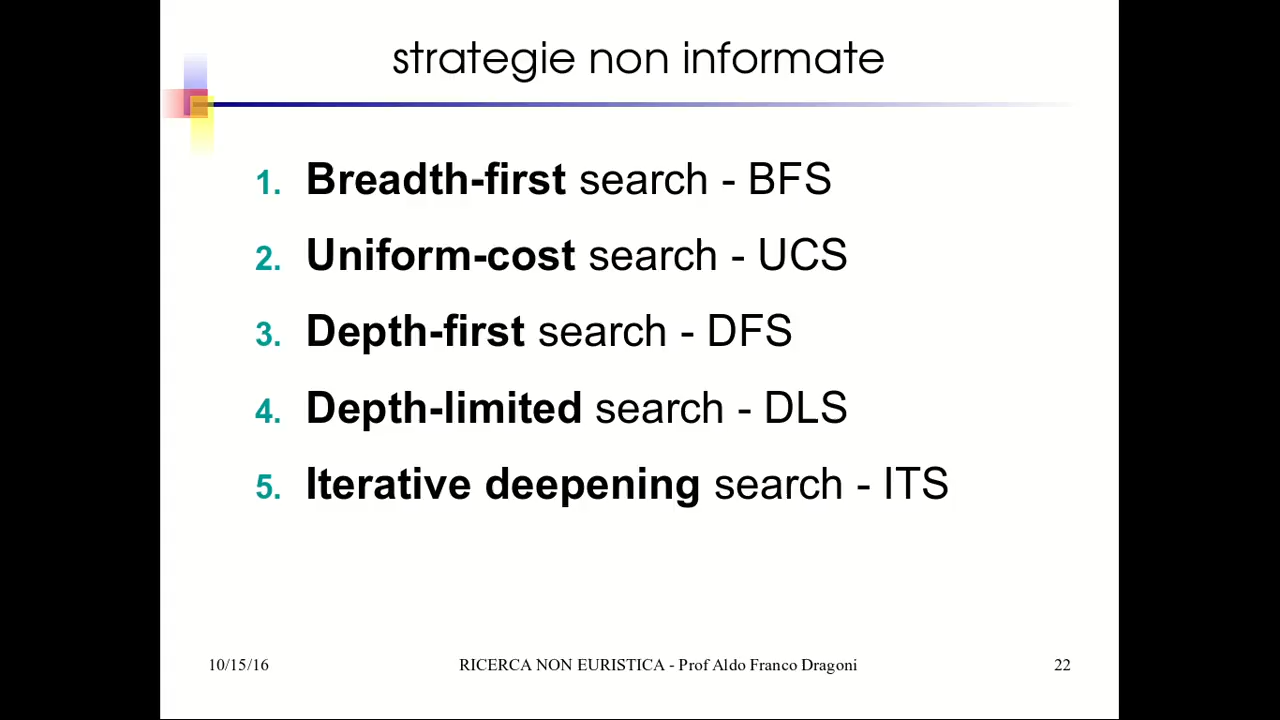 strategie non informate
1. Breadth-first search - BFS
2. Uniform-cost search - UCS
3. Depth-first search - DFS
4. Depth-limited search - DLS
5. Iterative deepening search - ITS
10/15/16 RICERCA NON EURISTICA - Prof Aldo Franco Dragoni 22